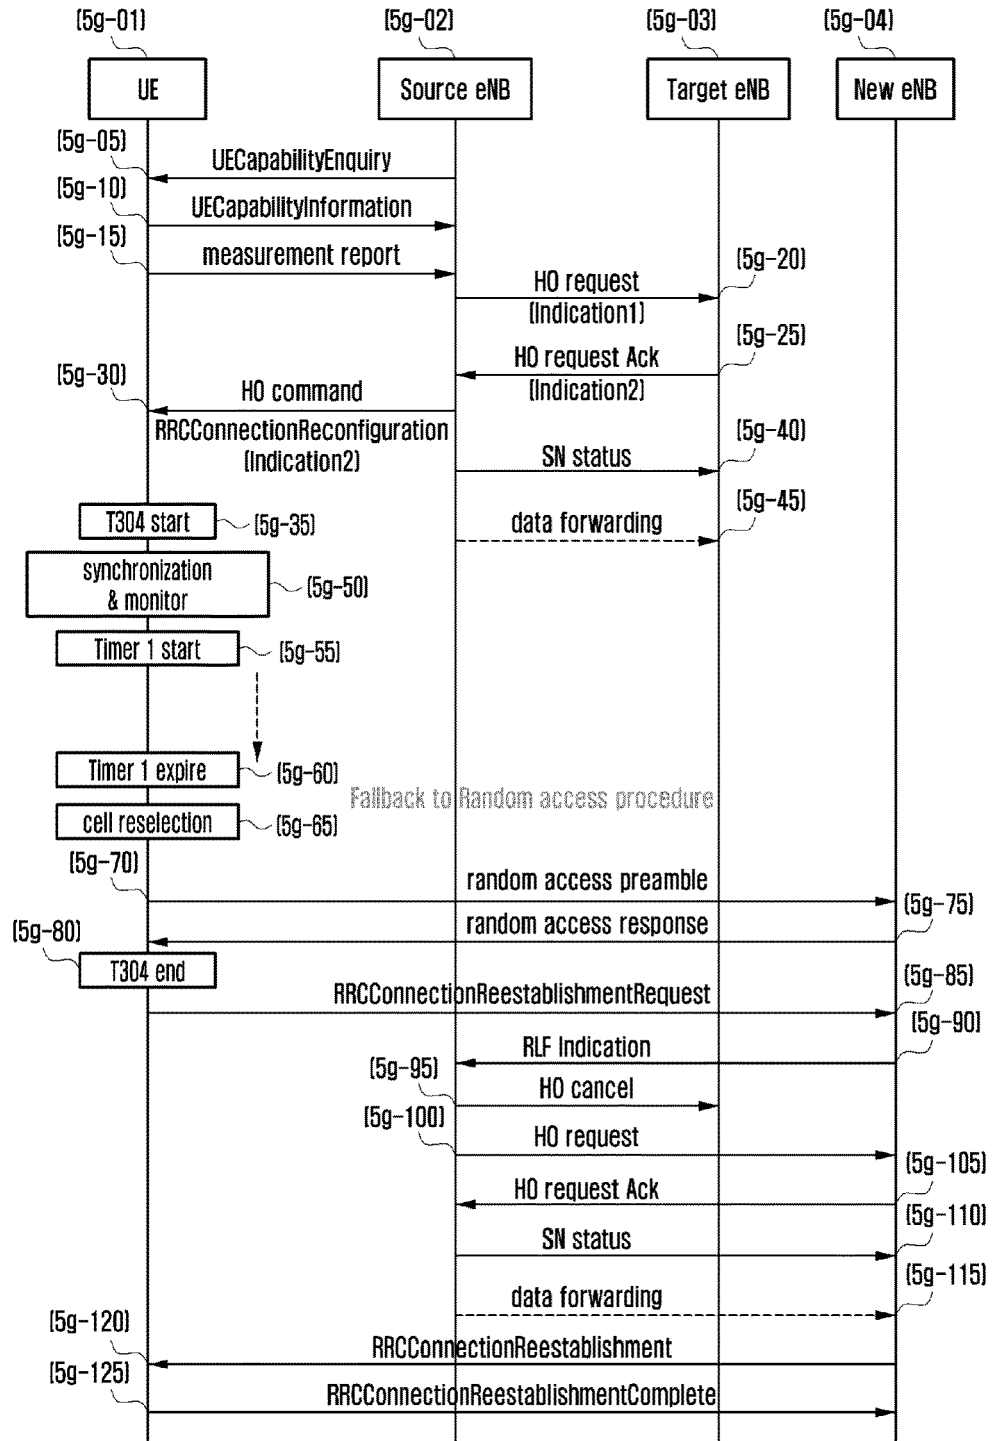 (5g-01) (5g-02) (5g-03) (5g-04)
UE Source eNB Target eNB New eNB
(5g-05)
UECapabilityEnquiry
(5g-10)
UECapabilityInformation
(5g-15)
measurement report
(5g-20)
HO request
(Indication1)
(5g-25)
HO request Ack
(Indication2)
(5g-30)
HO command
RRCConnectionReconfiguration
(Indication2)
(5g-40)
SN status
(5g-45)
T304 start (5g-35)
data forwarding
synchronization
& monitor
(5g-50)
Timer 1 start (5g-55)
Timer 1 expire (5g-60)
Fallback to Random access procedure
cell reselection (5g-65)
(5g-70)
random access preamble
(5g-75)
random access response
(5g-80)
T304 end
(5g-85)
RRCConnectionReestablishmentRequest
(5g-90)
RLF Indication
(5g-95)
HO cancel
(5g-100)
HO request
(5g-105)
HO request Ack
(5g-110)
SN status
(5g-115)
data forwarding
(5g-120)
RRCConnectionReestablishment
(5g-125)
RRCConnectionReestablishmentComplete